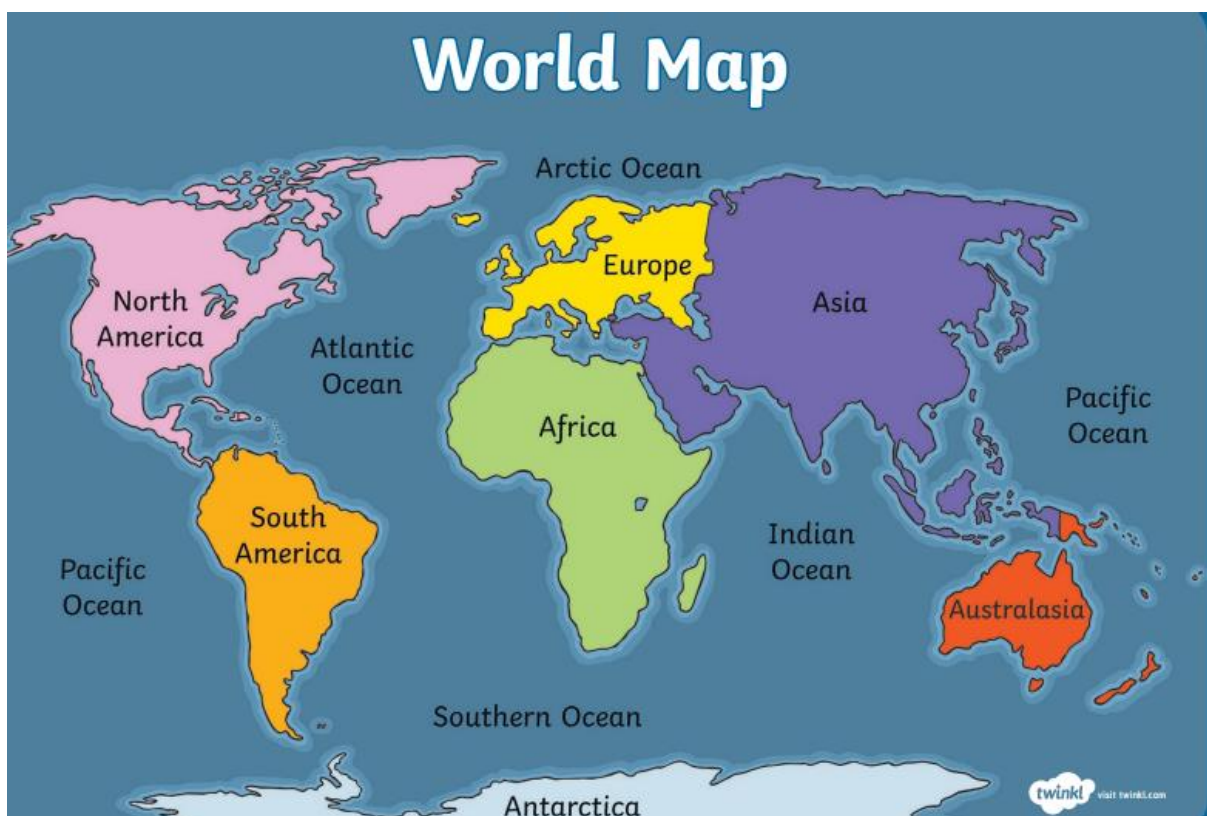 World Map
Arctic Ocean
Europe
Asia
North
America
Atlantic
Ocean
Africa
Pacific
Ocean
South
America
Indian
Ocean
Pacific
Ocean
Australasia
Southern Ocean
Antarctica
twinkl visit twinkl.com